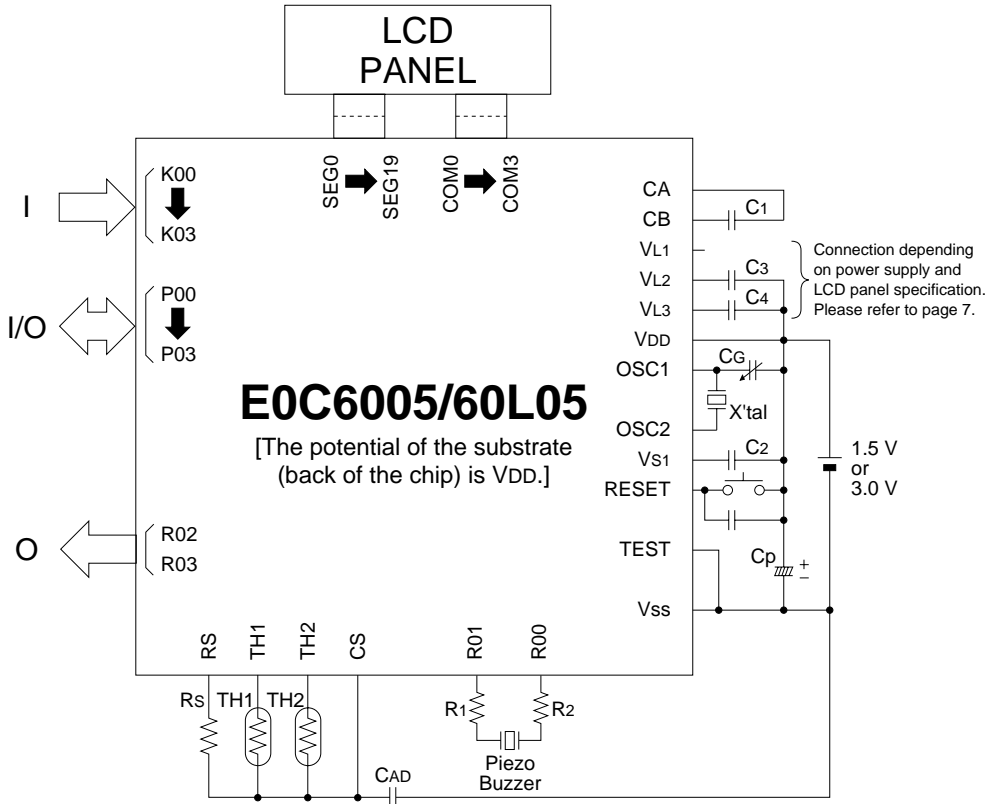 LCD
PANEL
SEG0
SEG19
COM0
COM3
I
K00
K03
I/O
P00
P03
O
R02
R03
E0C6005/60L05
[The potential of the substrate
(back of the chip) is VDD.]
CA
CB
C1
VL1
VL2
C3
VL3
C4
Connection depending
on power supply and
LCD panel specification.
Please refer to page 7.
VDD
OSC1
CG
X'tal
OSC2
VS1
C2
RESET
1.5 V
or
3.0 V
TEST
Cp
+
–
Vss
RS
TH1
TH2
CS
R01
R00
Rs
TH1
TH2
R1
R2
Piezo
Buzzer
CAD